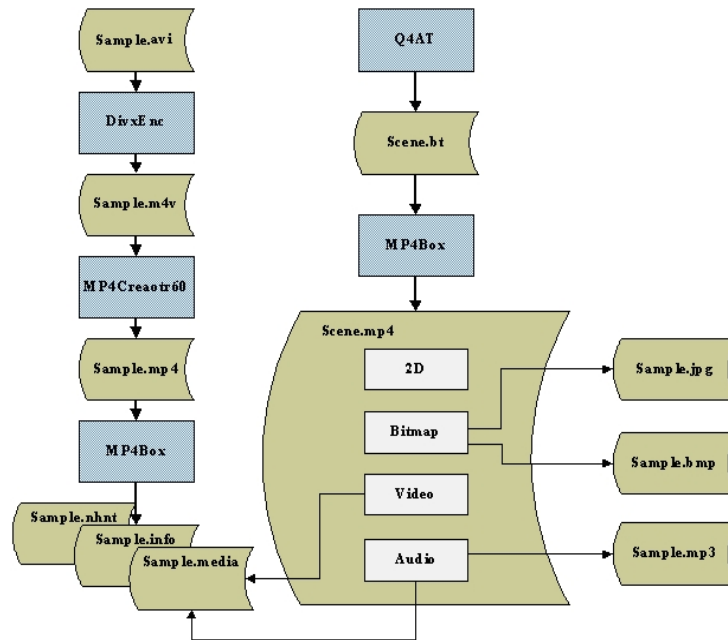 Sample.avi
Q4AT
DivxEnc
Scene.bt
Sample.m4v
MP4Box
MP4Creaotr60
Scene.mp4
Sample.mp4
2D
Sample.jpg
Bitmap
MP4Box
Sample.bmp
Video
Sample.nhnt
Sample.info
Sample.media
Audio
Sample.mp3